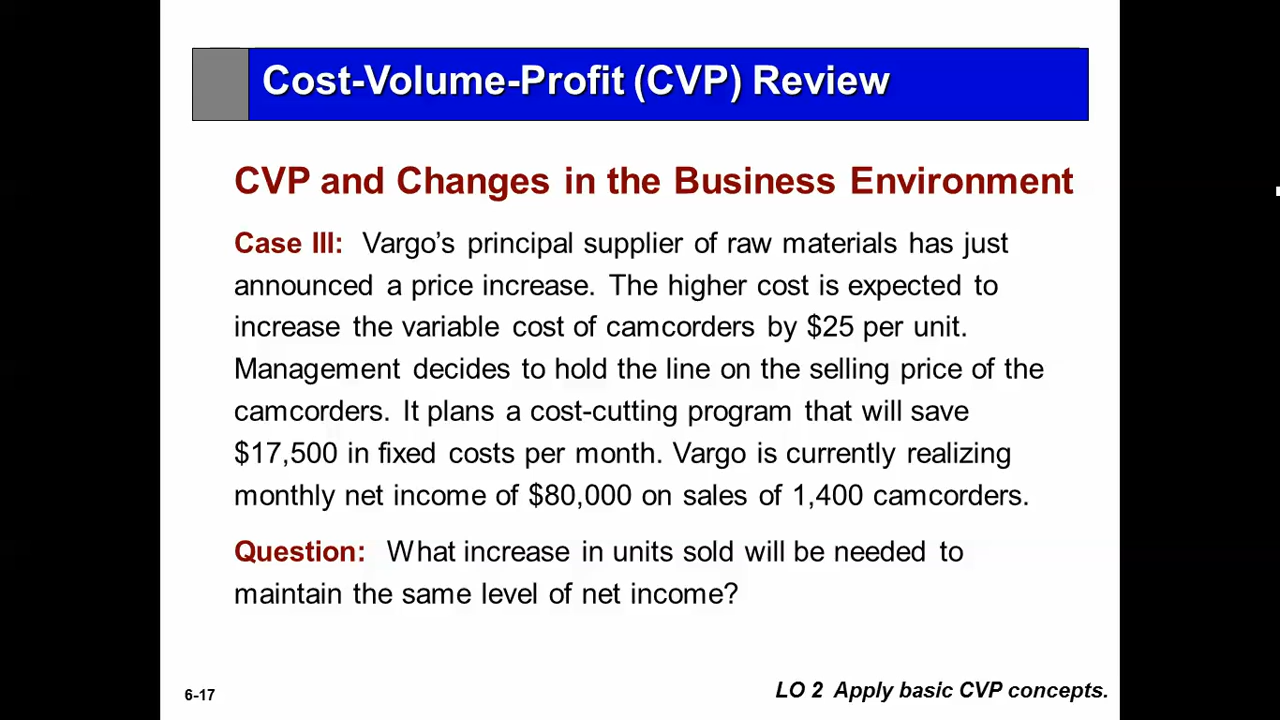 Cost-Volume-Profit (CVP) Review
CVP and Changes in the Business Environment
Case III: Vargo’s principal supplier of raw materials has just
announced a price increase. The higher cost is expected to
increase the variable cost of camcorders by $25 per unit.
Management decides to hold the line on the selling price of the
camcorders. It plans a cost-cutting program that will save
$17,500 in fixed costs per month. Vargo is currently realizing
monthly net income of $80,000 on sales of 1,400 camcorders.
Question: What increase in units sold will be needed to
maintain the same level of net income?
6-17
LO 2 Apply basic CVP concepts.